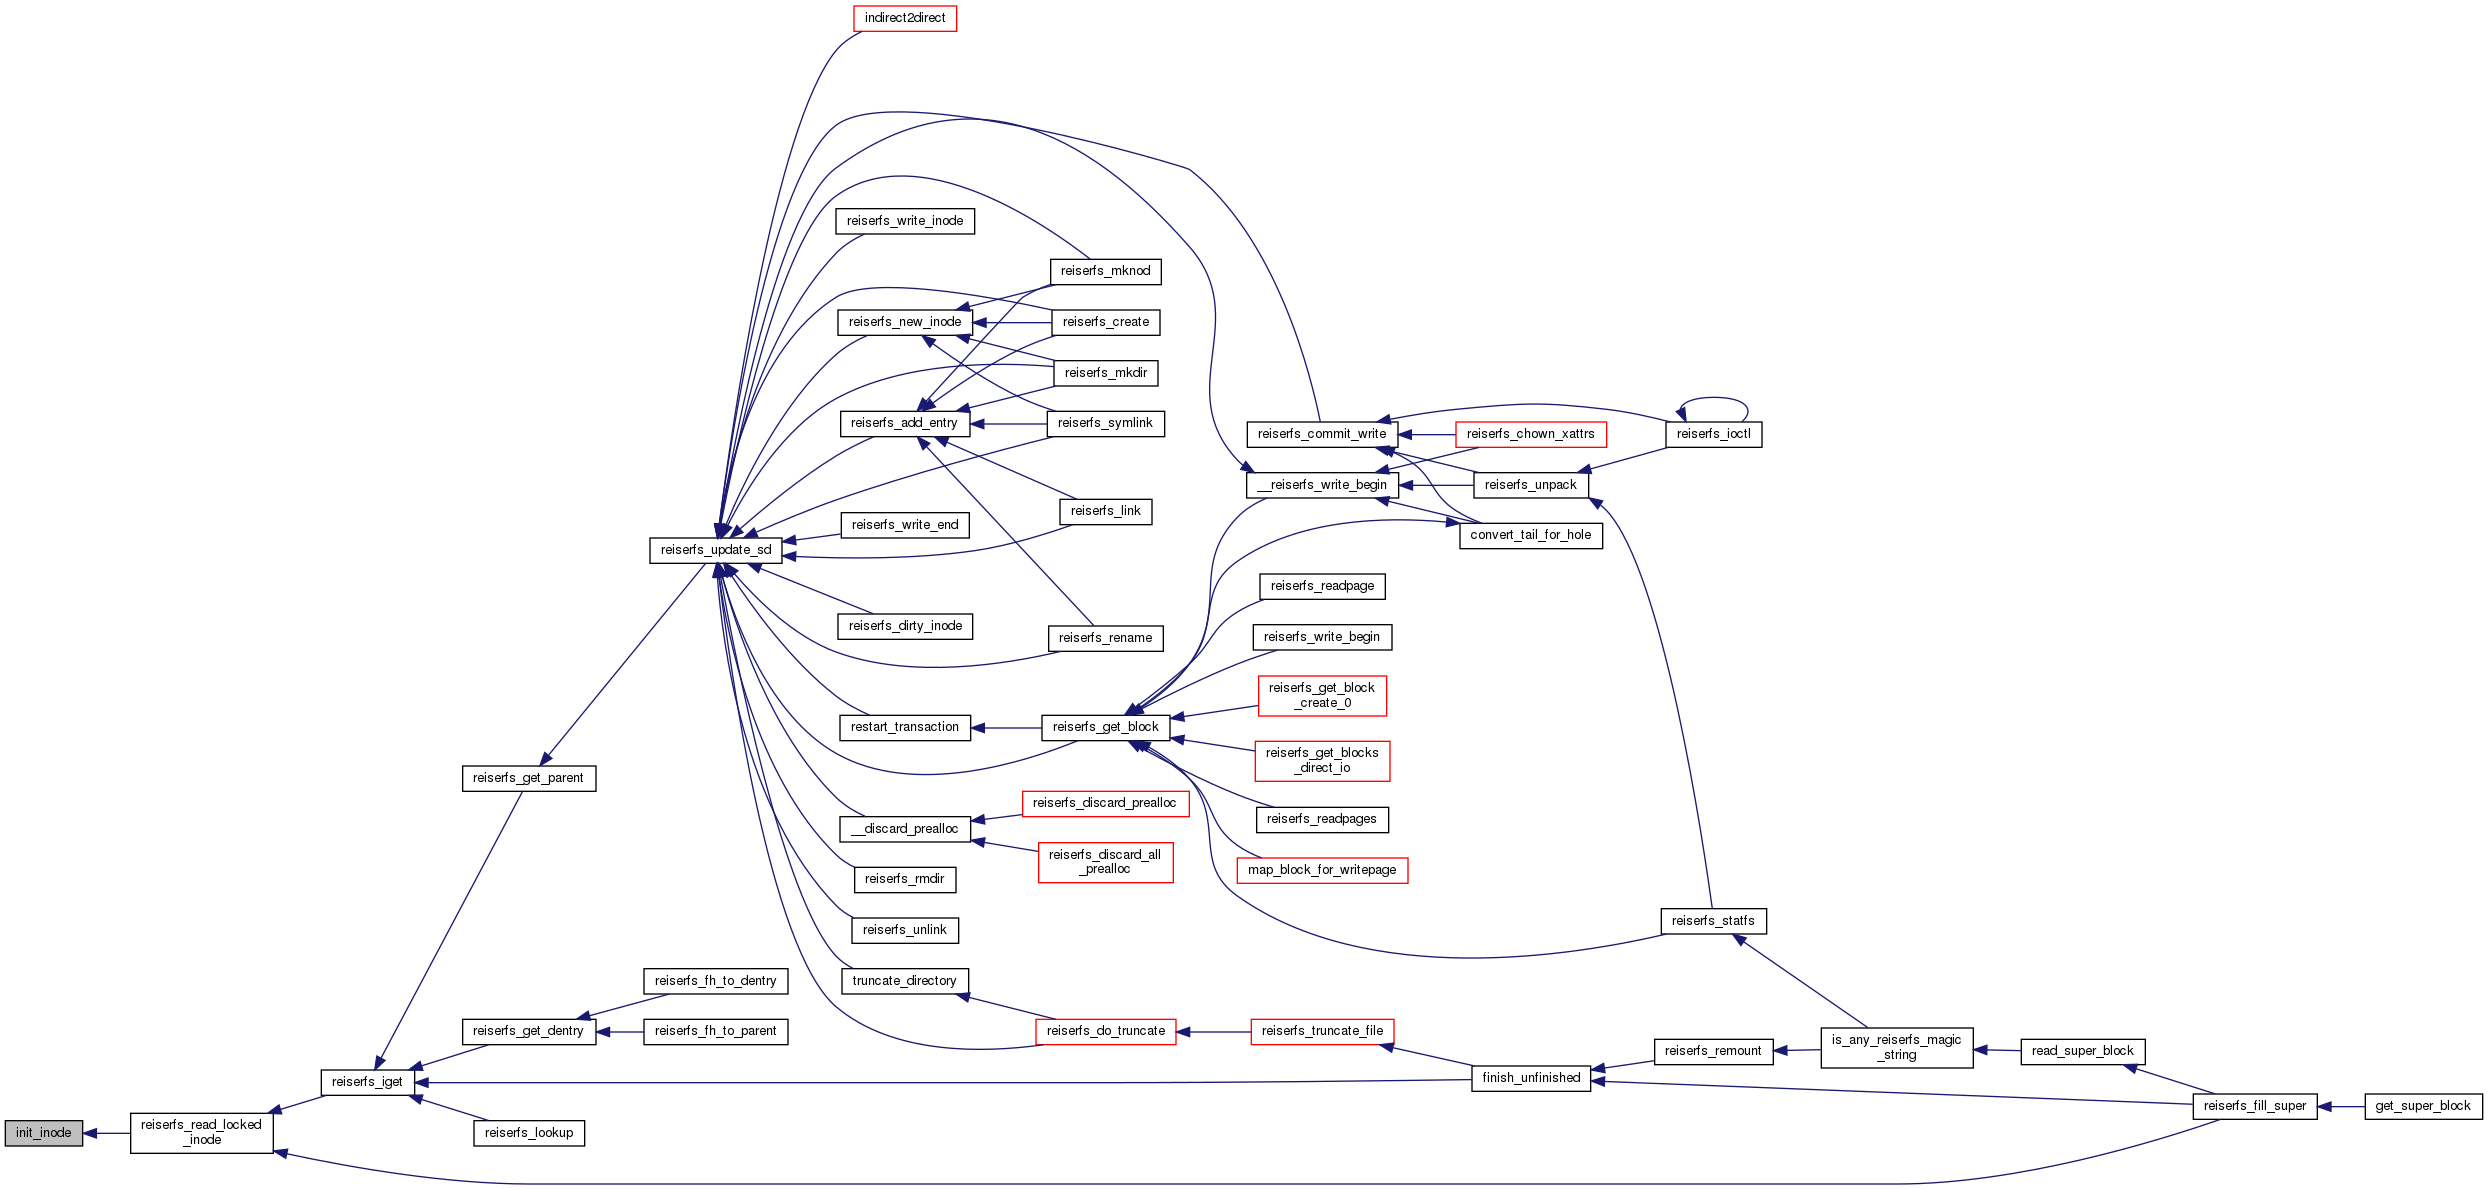 indirect2direct
reiserfs_write_inode
reiserfs_mknod
reiserfs_new_inode
reiserfs_create
reiserfs_mkdir
reiserfs_add_entry
reiserfs_symlink
reiserfs_commit_write
reiserfs_chown_xattrs
reiserfs_ioctl
__reiserfs_write_begin
reiserfs_unpack
reiserfs_link
reiserfs_write_end
convert_tail_for_hole
reiserfs_update_sd
reiserfs_readpage
reiserfs_dirty_inode
reiserfs_rename
reiserfs_write_begin
reiserfs_get_block
_create_0
restart_transaction
reiserfs_get_block
reiserfs_get_blocks
_direct_io
reiserfs_get_parent
reiserfs_discard_prealloc
reiserfs_readpages
__discard_prealloc
reiserfs_discard_all
_prealloc
map_block_for_writepage
reiserfs_rmdir
reiserfs_unlink
reiserfs_statfs
reiserfs_fh_to_dentry
truncate_directory
reiserfs_get_dentry
reiserfs_fh_to_parent
reiserfs_do_truncate
reiserfs_truncate_file
reiserfs_remount
is_any_reiserfs_magic
_string
read_super_block
reiserfs_iget
finish_unfinished
reiserfs_fill_super
get_super_block
init_inode
reiserfs_read_locked
_inode
reiserfs_lookup